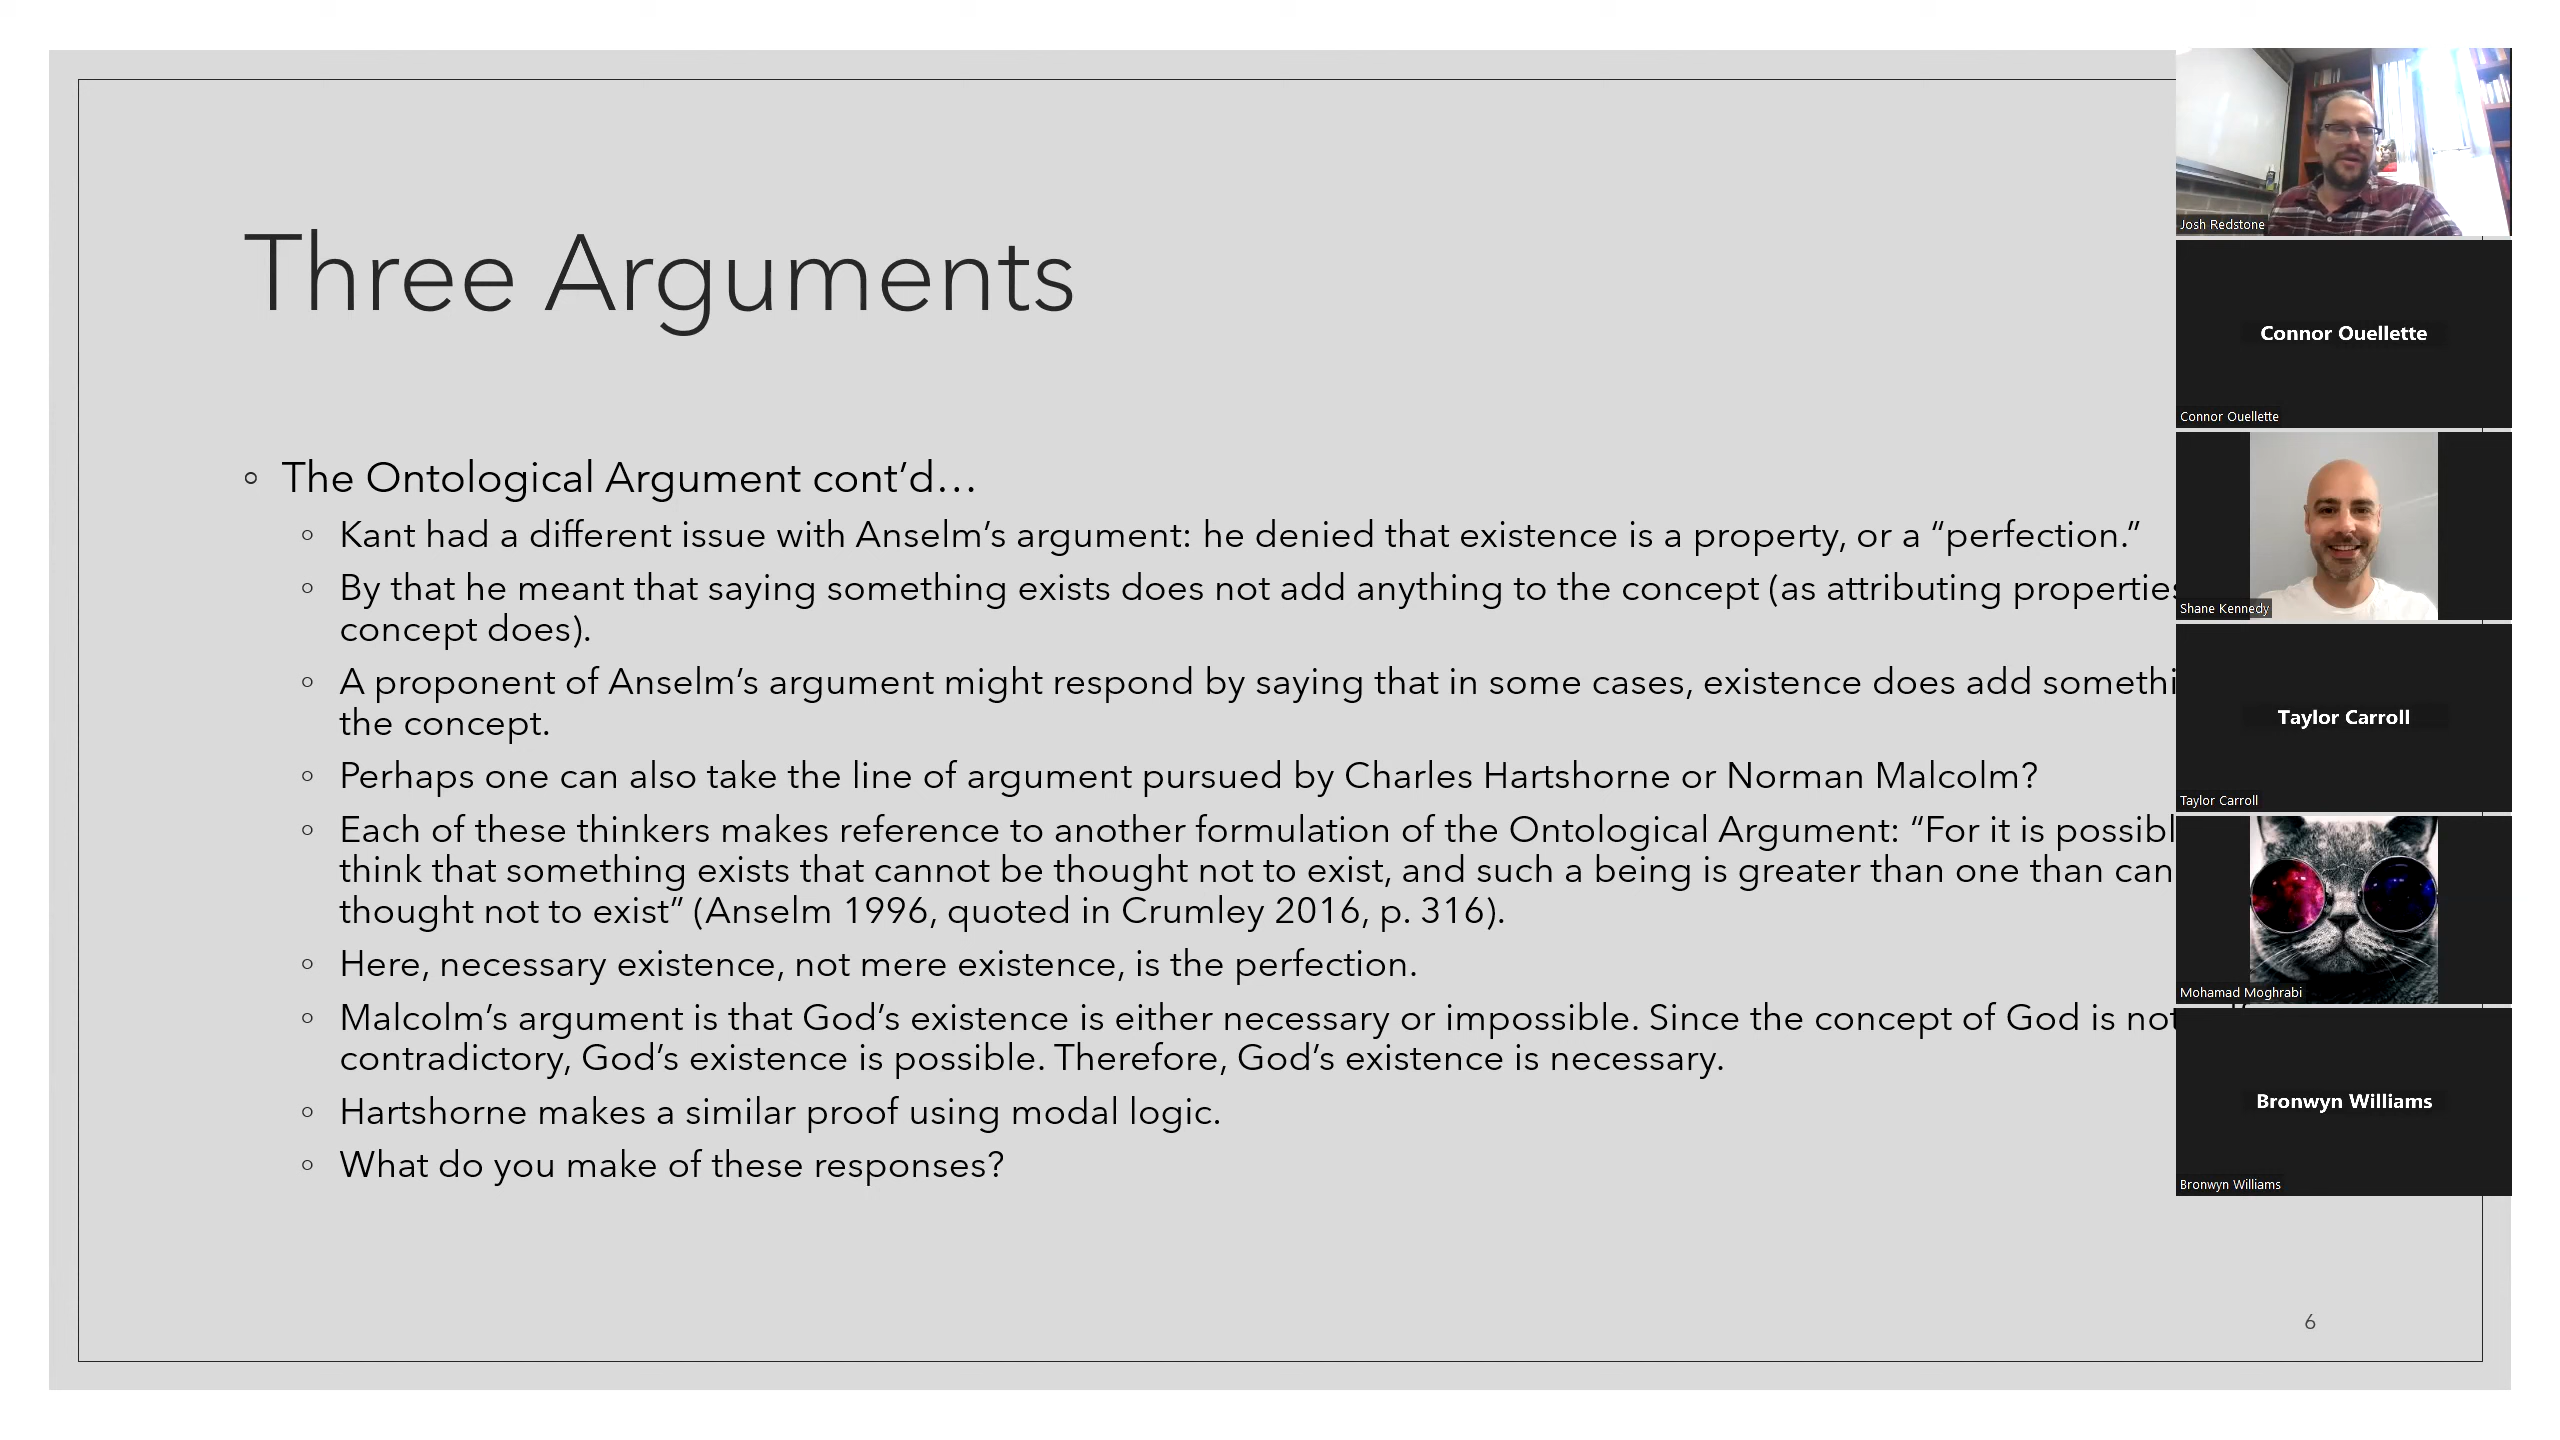 Three Arguments
◦ The Ontological Argument cont’d…
◦ Kant had a different issue with Anselm’s argument: he denied that existence is a property, or a “perfection.”
◦ By that he meant that saying something exists does not add anything to the concept (as attributing properties
concept does).
◦ A proponent of Anselm’s argument might respond by saying that in some cases, existence does add
the concept.
◦ Perhaps one can also take the line of argument pursued by Charles Hartshorne or Norman Malcolm?
◦ Each of these thinkers makes reference to another formulation of the Ontological Argument: “For it is
think that something exists that cannot be thought not to exist, and such a being is greater than one than can
thought not to exist” (Anselm 1996, quoted in Crumley 2016, p. 316).
◦ Here, necessary existence, not mere existence, is the perfection.
◦ Malcolm’s argument is that God’s existence is either necessary or impossible. Since the concept of God is not
contradictory, God’s existence is possible. Therefore, God’s existence is necessary.
◦ Hartshorne makes a similar proof using modal logic.
◦ What do you make of these responses?
6
Josh Redstone
Connor Ouellette
Connor Ouellette
Shane Kennedy
Taylor Carroll
Taylor Carroll
Mohamad Moghrabi
Bronwyn Williams
Bronwyn Williams